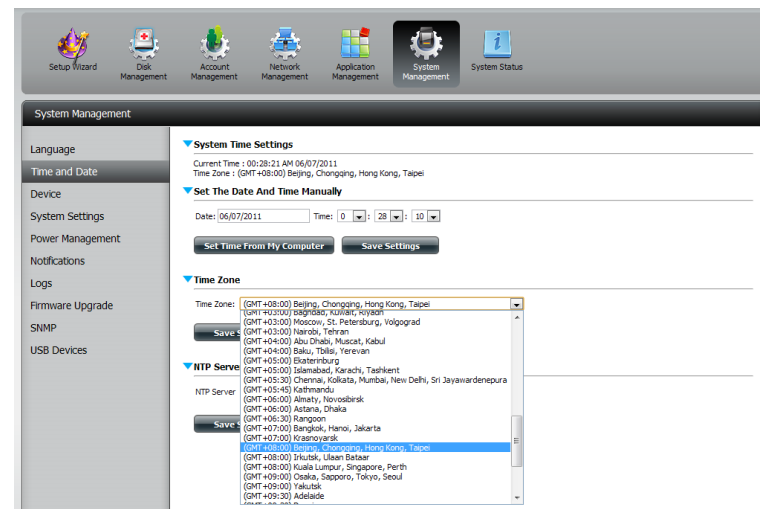 Setup Wizard
Disk
Management
Account
Management
Network
Management
Application
Management
System
Management
System Status
System Management
Language
Time and Date
Device
System Settings
Power Management
Notifications
Logs
Firmware Upgrade
SNMP
USB Devices
System Time Settings
Current Time : 00:28:21 AM 06/07/2011
Time Zone : (GMT+08:00) Beijing, Chongqing, Hong Kong, Taipei
Set The Date And Time Manually
Date: 06/07/2011 Time: 0 : 28 : 10
Set Time From My Computer Save Settings
Time Zone
Time Zone: (GMT+08:00) Beijing, Chongqing, Hong Kong, Taipei
(GMT+03:00) Baghdad, Kuwait, Riyadh
(GMT+03:00) Moscow, St. Petersburg, Volgograd
(GMT+03:00) Nairobi, Tehran
Save
(GMT+04:00) Abu Dhabi, Muscat, Kabul
(GMT+04:00) Baku, Tbilisi, Yerevan
(GMT+05:00) Ekaterinburg
(GMT+05:00) Islamabad, Karachi, Tashkent
NTP Serve
(GMT+05:30) Chennai, Kolkata, Mumbai, New Delhi, Sri Jayawardenepura
(GMT+05:45) Kathmandu
NTP Server
(GMT+06:00) Almaty, Novosibirsk
(GMT+06:00) Astana, Dhaka
(GMT+06:30) Rangoon
Save
(GMT+07:00) Bangkok, Hanoi, Jakarta
(GMT+07:00) Krasnoyarsk
(GMT+08:00) Beijing, Chongqing, Hong Kong, Taipei
(GMT+08:00) Irkutsk, Ulaan Bataar
(GMT+08:00) Kuala Lumpur, Singapore, Perth
(GMT+09:00) Osaka, Sapporo, Tokyo, Seoul
(GMT+09:00) Yakutsk
(GMT+09:30) Adelaide